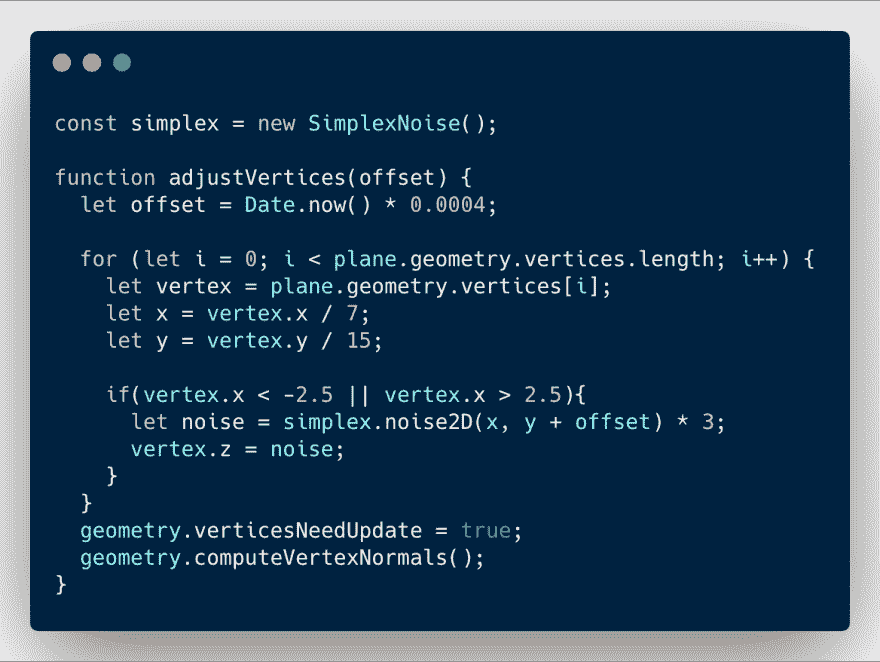 const simplex = new SimplexNoise();
function adjustVertices(offset) {
let offset = Date.now() * 0.0004;
for (let i = 0; i < plane.geometry.vertices.length; i++) {
let vertex = plane.geometry.vertices[i];
let x = vertex.x / 7;
let y = vertex.y / 15;
if(vertex.x < -2.5 || vertex.x > 2.5){
let noise = simplex.noise2D(x, y + offset) * 3;
vertex.z = noise;
}
}
geometry.verticesNeedUpdate = true;
geometry.computeVertexNormals();
}